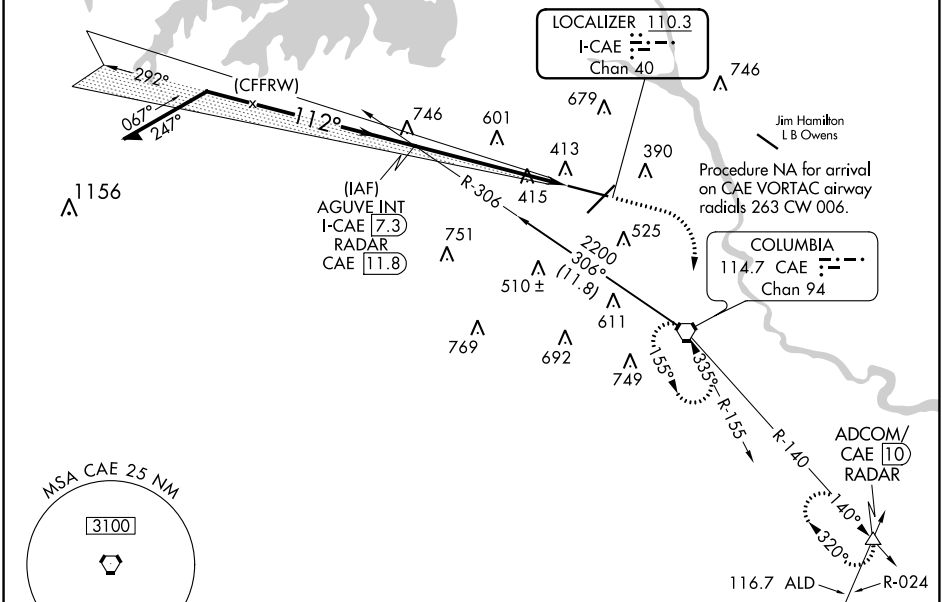 LOCALIZER 110.3
I-CAE
Chan 40
746
292°
(CFFRW)
679
067°
247°
112°
746
601
Jim Hamilton
L B Owens
413
390
415
Procedure NA for arrival
on CAE VORTAC airway
radials 263 CW 006.
1156
(IAF)
AGUVE INT
I-CAE 7.3
RADAR
CAE 11.8
R-306
751
2200
306°
(11.8)
525
510 ±
COLUMBIA
114.7 CAE
Chan 94
611
769
692
749
155°
335°
R-155
R-140
ADCOM/
CAE 10
RADAR
140°
320°
MSA CAE 25 NM
3100
116.7 ALD
R-024